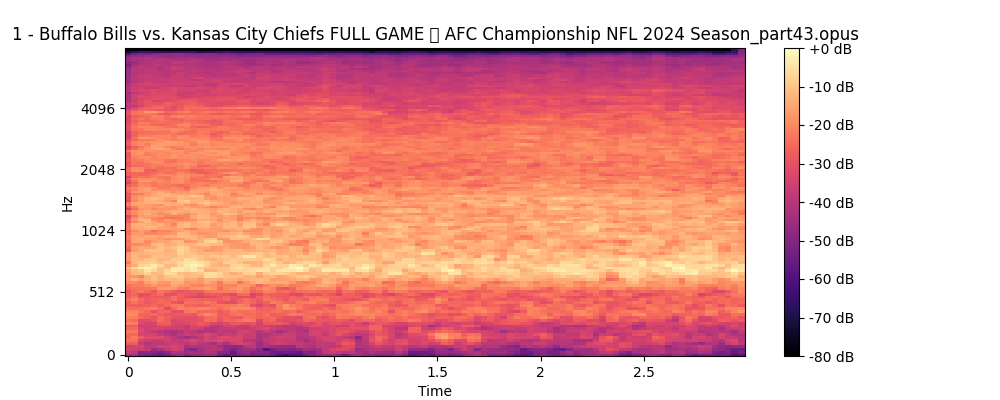 1 - Buffalo Bills vs. Kansas City Chiefs FULL GAME ▯ AFC Championship NFL 2024 Season_part43.opus
+0 dB
-10 dB
-20 dB
-30 dB
-40 dB
-50 dB
-60 dB
-70 dB
-80 dB
4096
2048
1024
512
0
Hz
0
0.5
1
1.5
2
2.5
Time